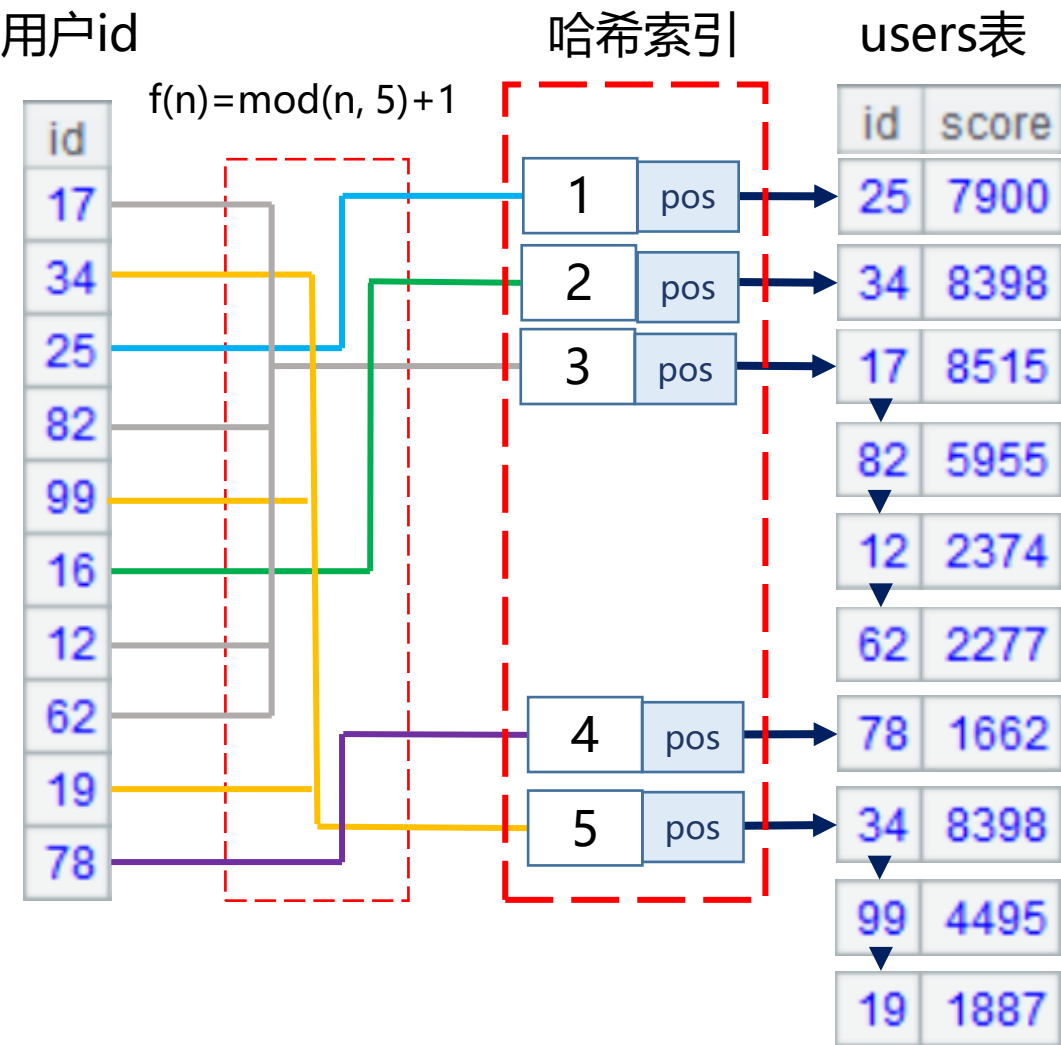 用户id
哈希索引
users表
f(n)=mod(n, 5)+1
id
17
34
25
82
99
16
12
62
19
78
1 pos
2 pos
3 pos
4 pos
5 pos
id score
25 7900
34 8398
17 8515
82 5955
12 2374
62 2277
78 1662
34 8398
99 4495
19 1887